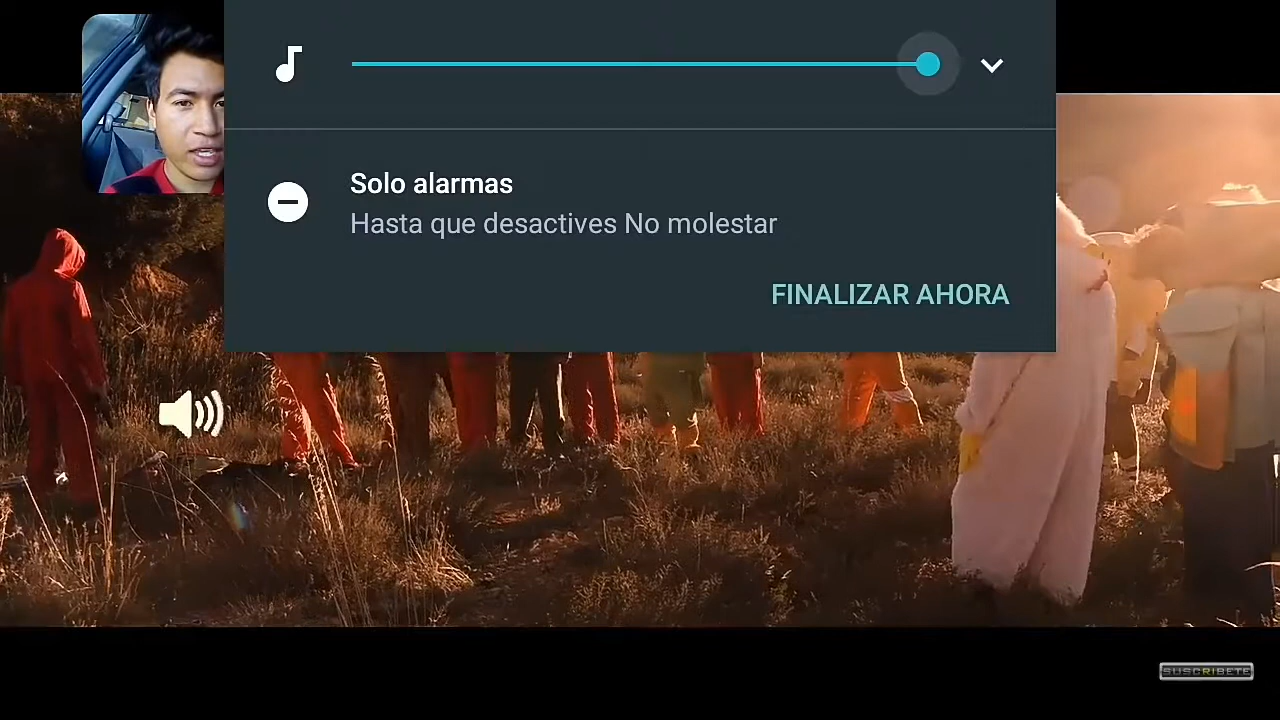 Solo alarmas
Hasta que desactives No molestar
FINALIZAR AHORA
SUSCRIBETE